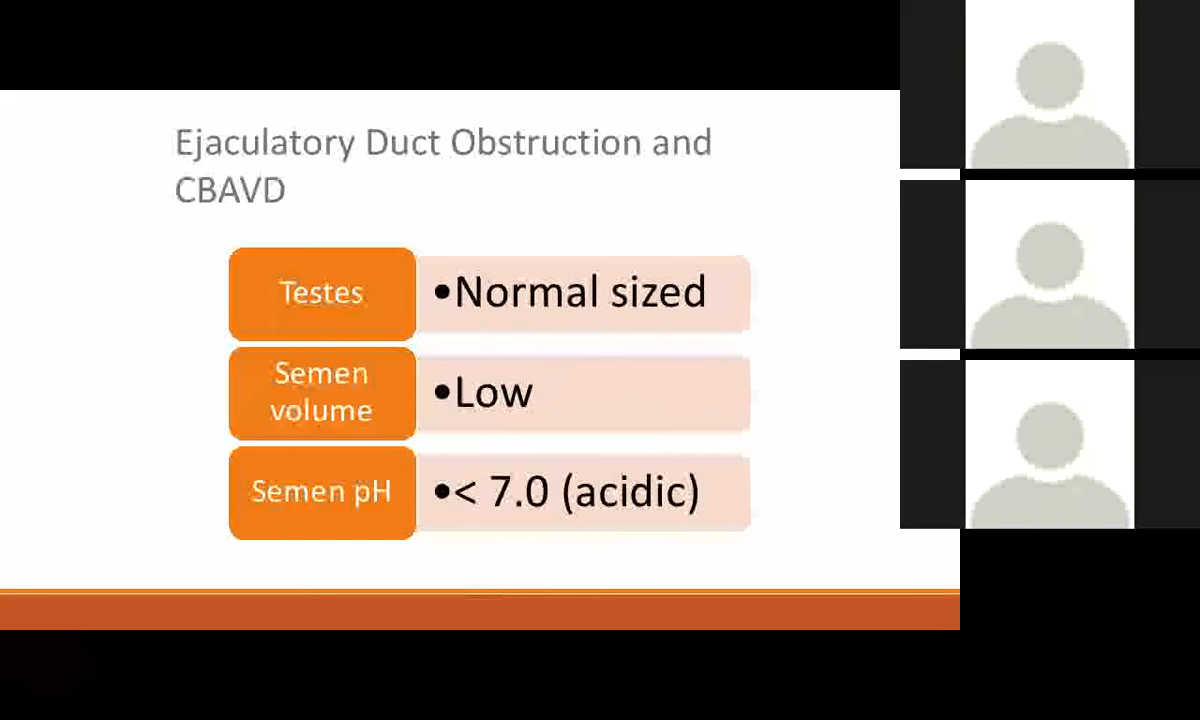 Ejaculatory Duct Obstruction and
CBAVD
Testes
•Normal sized
Semen
volume
•Low
Semen pH
•< 7.0 (acidic)